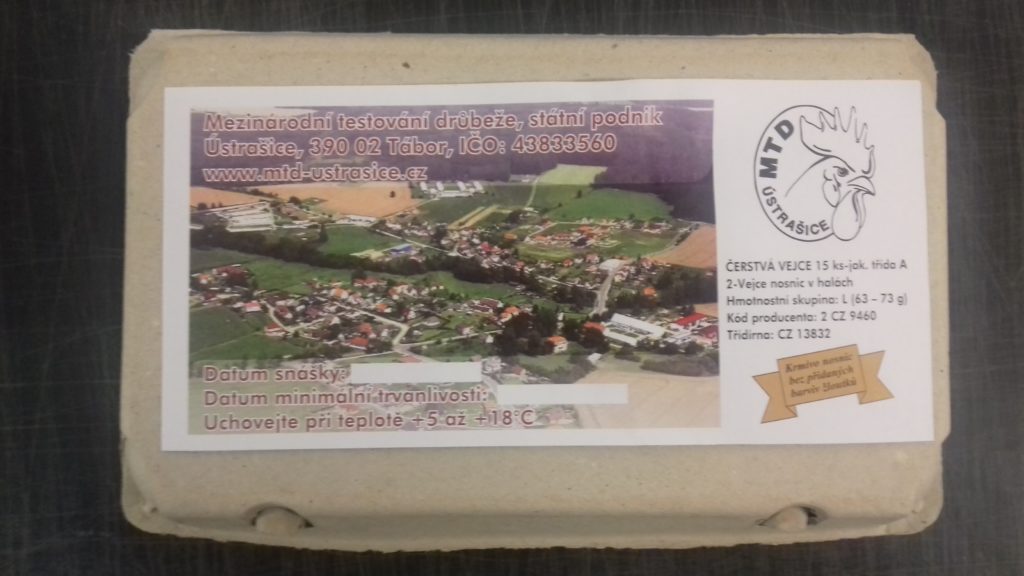 Mezinárodní testování drůbeže, státní podnik
Ústrašice, 390 02 Tábor, IČO: 43833560
www.mtd-ustrasice.cz
Datum snášky:
Datum minimální trvanlivosti:
Uchovejte při teplotě +5 až +18°C
MTD
ÚSTRAŠICE
ČERSTVÁ VEJCE 15 ks-jak. třída A
2-Vejce nosnic v halách
Hmotnostní skupina: L (63 – 73 g)
Kód producenta: 2 CZ 9460
Třídírna: CZ 13832
Krmivo nosnic
bez přidaných
barviv žloutků